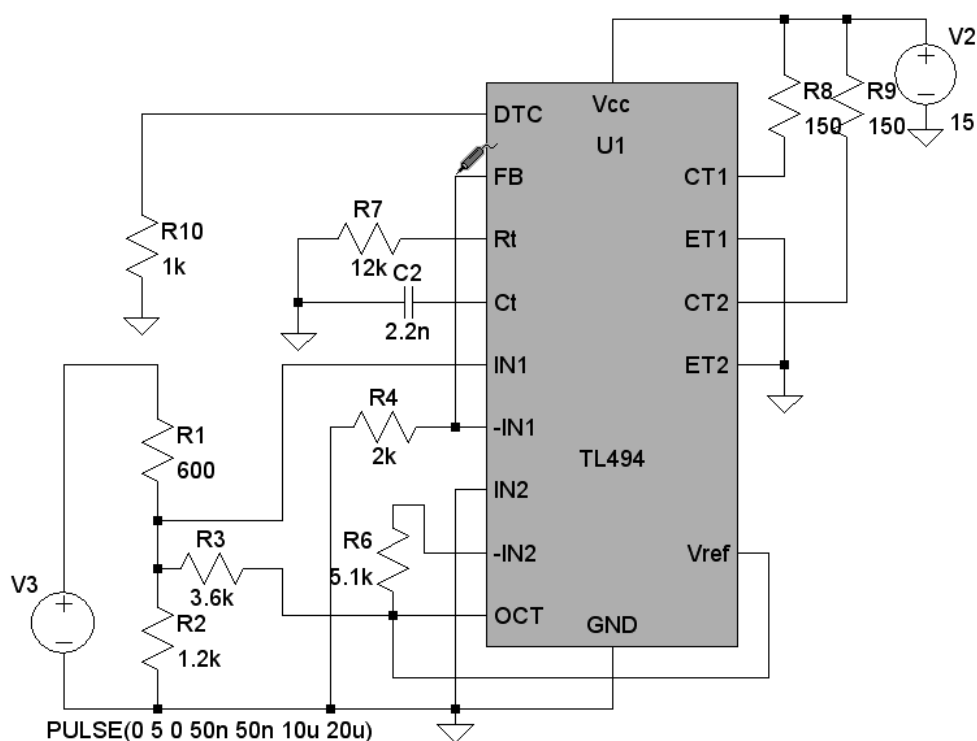 V2
15
R8
150
R9
150
Vcc
U1
DTC
FB
Rt
Ct
IN1
-IN1
IN2
-IN2
OCT
GND
TL494
CT1
ET1
CT2
ET2
Vref
R10
1k
R7
12k
C2
2.2n
R4
2k
R1
600
R3
3.6k
R6
5.1k
R2
1.2k
V3
PULSE(0 5 0 50n 50n 10u 20u)